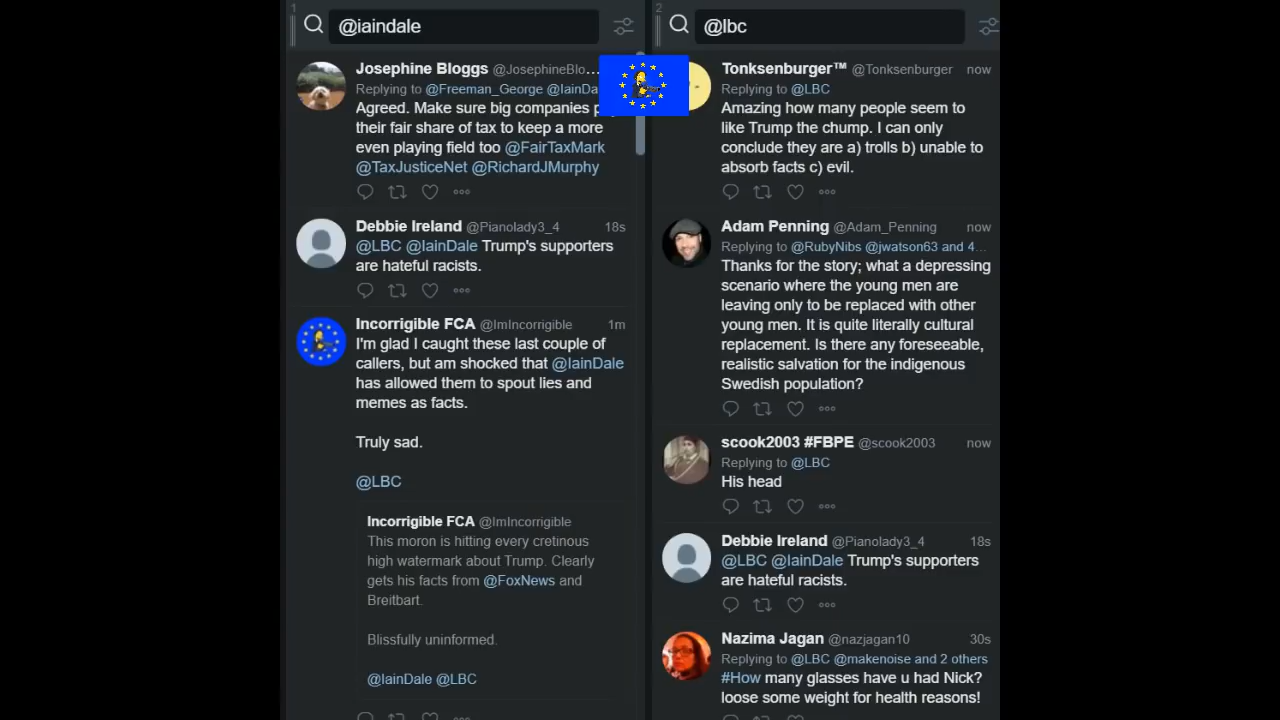 1
@iaindale
Josephine Bloggs @JosephineBlo...
Replying to @Freeman_George @IainDa
Agreed. Make sure big companies p
their fair share of tax to keep a more
even playing field too @FairTaxMark
@TaxJusticeNet @RichardJMurphy
Debbie Ireland @Pianolady3_4 18s
@LBC @IainDale Trump's supporters
are hateful racists.
Incorrigible FCA @ImIncorrigible 1m
I'm glad I caught these last couple of
callers, but am shocked that @IainDale
has allowed them to spout lies and
memes as facts.
Truly sad.
@LBC
Incorrigible FCA @ImIncorrigible
This moron is hitting every cretinous
high watermark about Trump. Clearly
gets his facts from @FoxNews and
Breitbart.
Blissfully uninformed.
@IainDale @LBC
2
@lbc
Tonksenburger™ @Tonksenburger now
Replying to @LBC
Amazing how many people seem to
like Trump the chump. I can only
conclude they are a) trolls b) unable to
absorb facts c) evil.
Adam Penning @Adam_Penning now
Replying to @RubyNibs @jwatson63 and 4...
Thanks for the story; what a depressing
scenario where the young men are
leaving only to be replaced with other
young men. It is quite literally cultural
replacement. Is there any foreseeable,
realistic salvation for the indigenous
Swedish population?
scook2003 #FBPE @scook2003 now
Replying to @LBC
His head
Debbie Ireland @Pianolady3_4 18s
@LBC @IainDale Trump's supporters
are hateful racists.
Nazima Jagan @nazjagan10 30s
Replying to @LBC @makenoise and 2 others
#How many glasses have u had Nick?
loose some weight for health reasons!